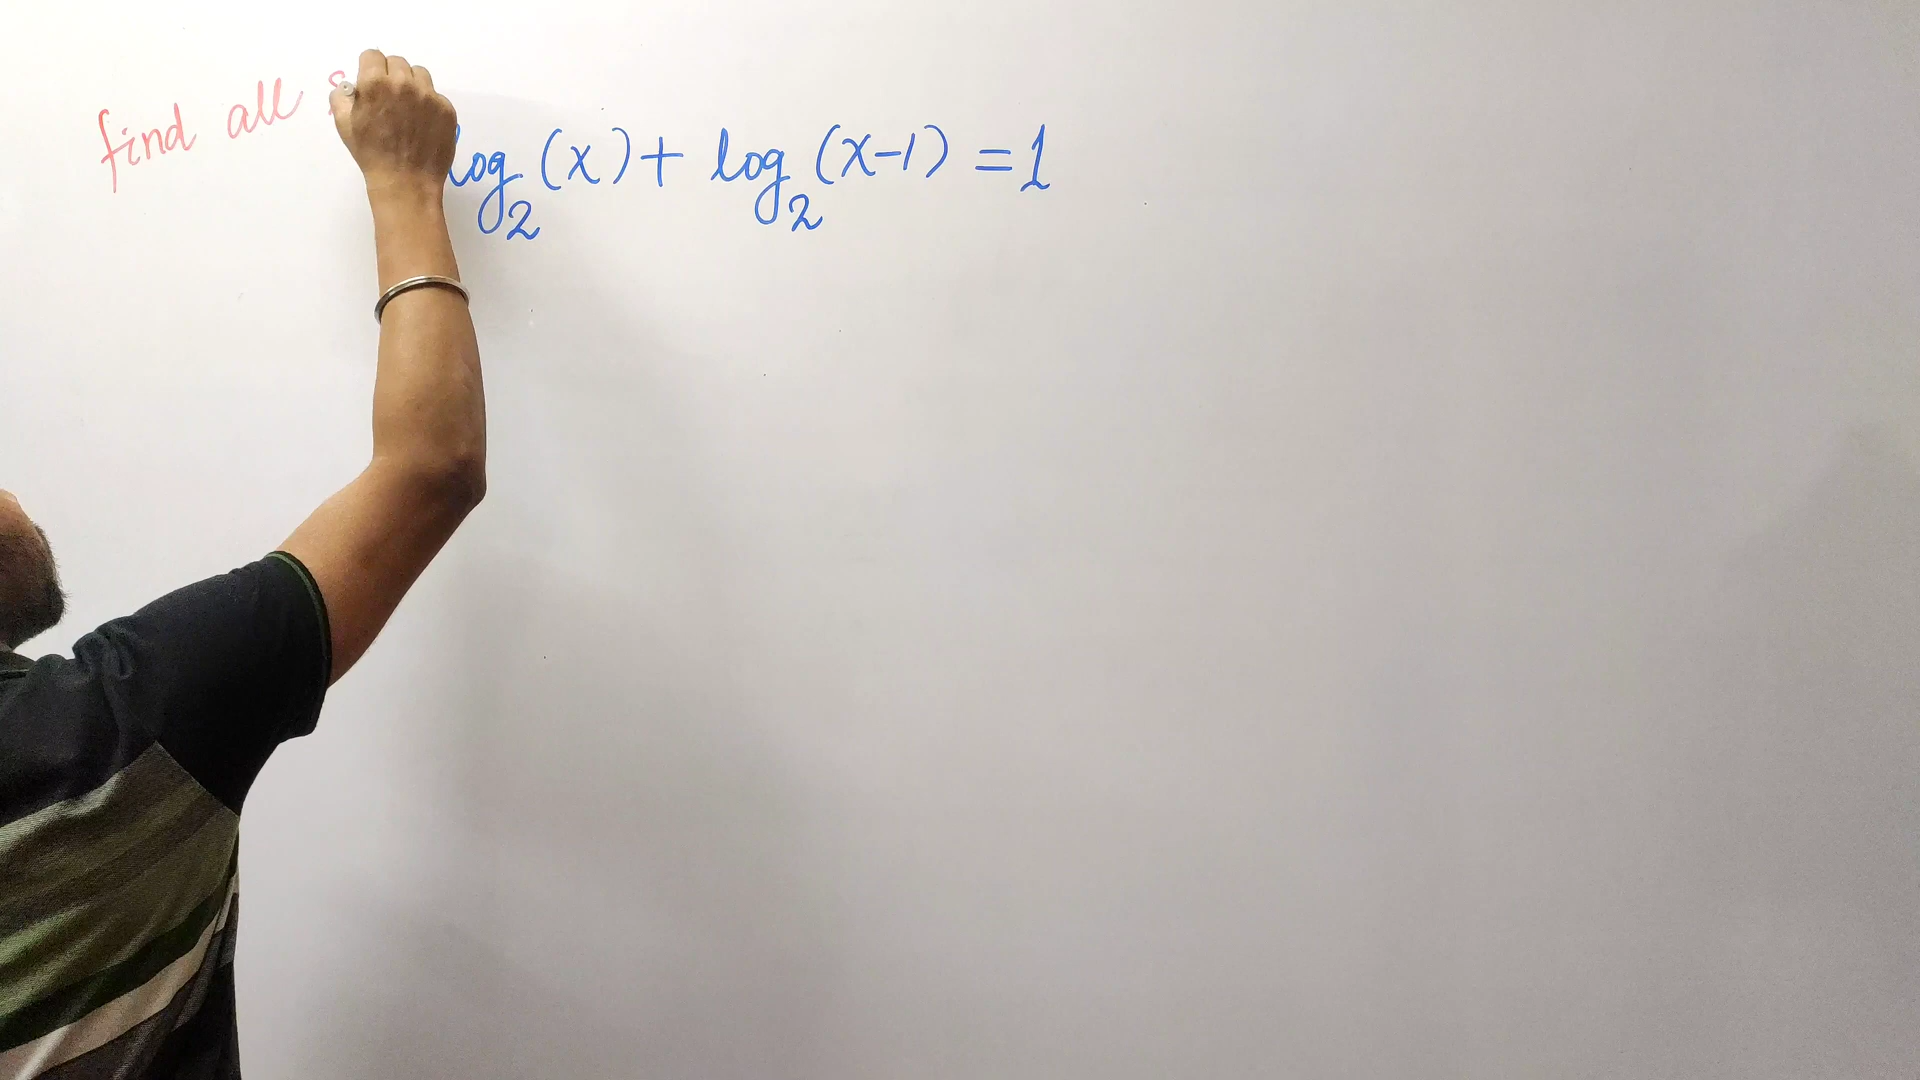 find all
log₂(x) + log₂(x-1) = 1